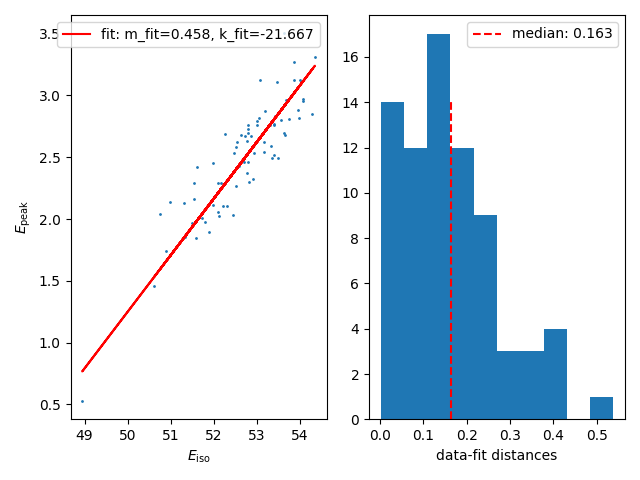 fit: m_fit=0.458, k_fit=-21.667
3.5
3.0
2.5
2.0
1.5
1.0
0.5
E_peak
49 50 51 52 53 54
E_iso
median: 0.163
16
14
12
10
8
6
4
2
0
0.0 0.1 0.2 0.3 0.4 0.5
data-fit distances